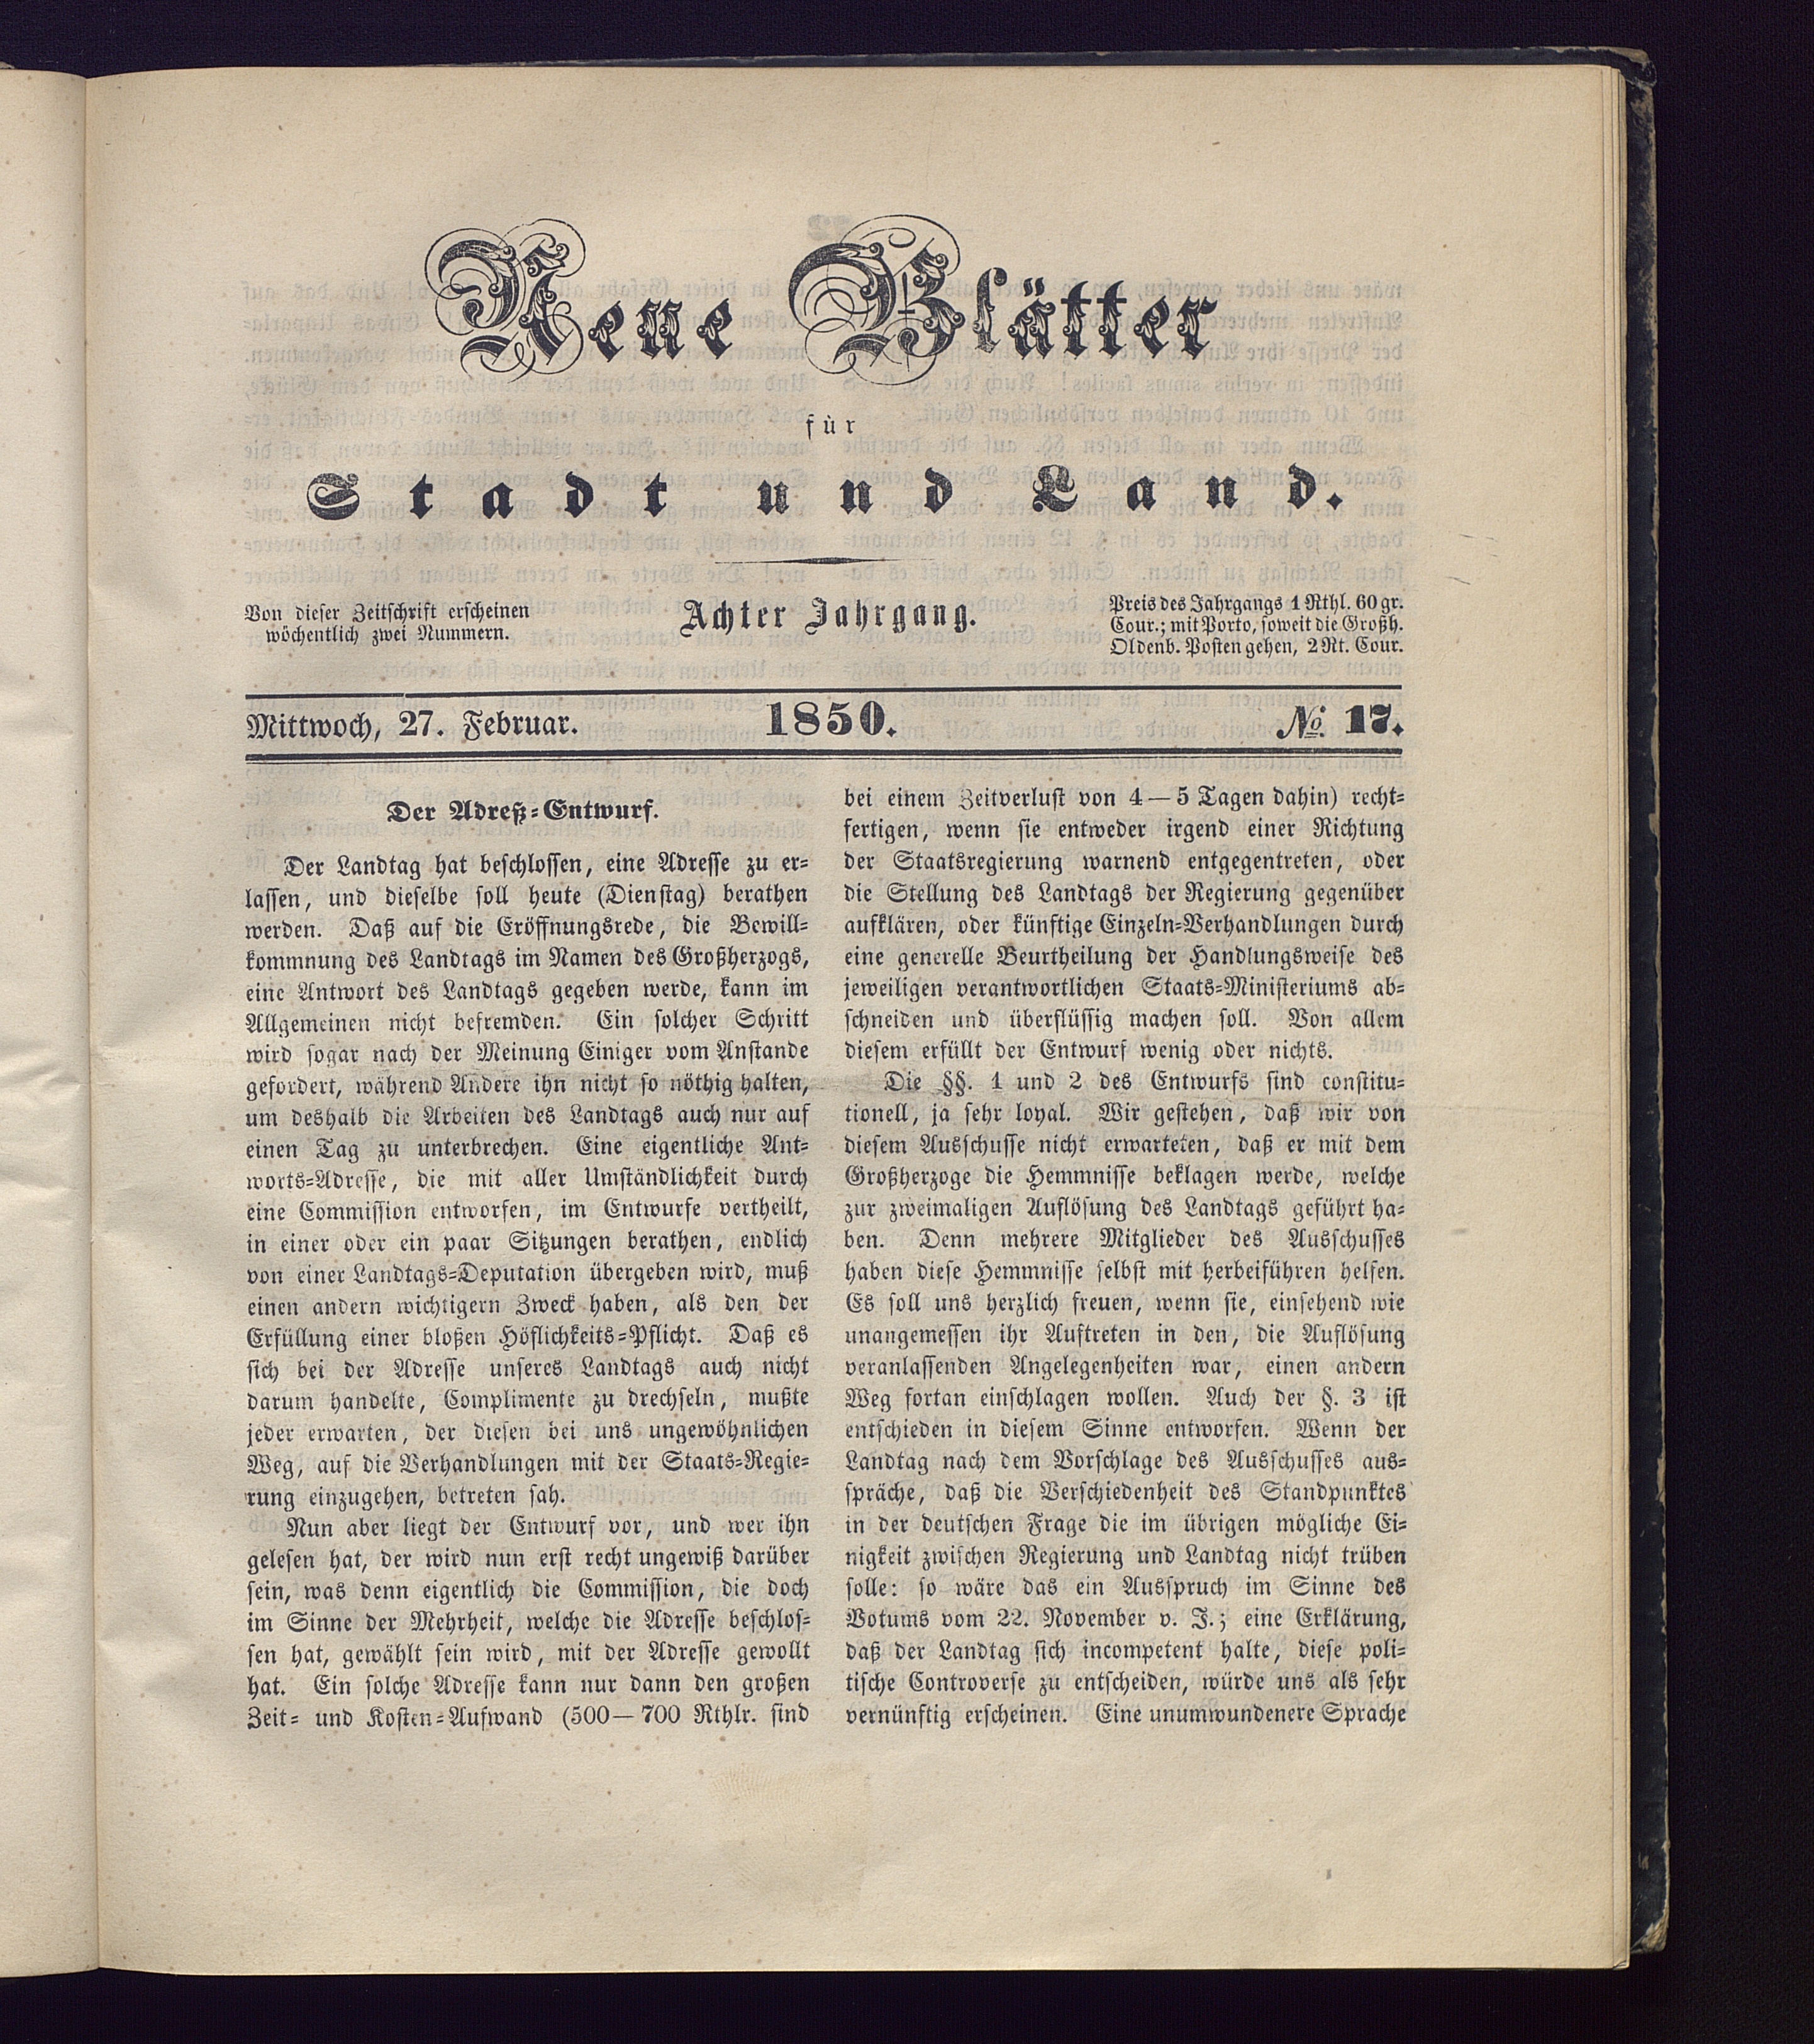 Neue Blätter
für
Stadt und Land.
Von dieser Zeitschrift erscheinen
wöchentlich zwei Nummern.
Achter Jahrgang.
Preis des Jahrgangs 1 Rthl. 60 gr.
Cour.; mit Porto, soweit die Großh.
Oldenb. Posten gehen, 2 Rt. Cour.
Mittwoch, 27. Februar.
1850.
No. 17.
Der Adreß-Entwurf.
Der Landtag hat beschlossen, eine Adresse zu er-
lassen, und dieselbe soll heute (Dienstag) berathen
werden. Daß auf die Eröffnungsrede, die Bewill-
kommnung des Landtags im Namen des Großherzogs,
eine Antwort des Landtags gegeben werde, kann im
Allgemeinen nicht befremden. Ein solcher Schritt
wird sogar nach der Meinung Einiger vom Anstande
gefordert, während Andere ihn nicht so nöthig halten,
um deshalb die Arbeiten des Landtags auch nur auf
einen Tag zu unterbrechen. Eine eigentliche Ant-
worts-Adresse, die mit aller Umständlichkeit durch
eine Commission entworfen, im Entwurfe vertheilt,
in einer oder ein paar Sitzungen berathen, endlich
von einer Landtags-Deputation übergeben wird, muß
einen andern wichtigern Zweck haben, als den der
Erfüllung einer bloßen Höflichkeits-Pflicht. Daß es
sich bei der Adresse unseres Landtags auch nicht
darum handelte, Complimente zu drechseln, mußte
jeder erwarten, der diesen bei uns ungewöhnlichen
Weg, auf die Verhandlungen mit der Staats-Regie-
rung einzugehen, betreten sah.
Nun aber liegt der Entwurf vor, und wer ihn
gelesen hat, der wird nun erst recht ungewiß darüber
sein, was denn eigentlich die Commission, die doch
im Sinne der Mehrheit, welche die Adresse beschlos-
sen hat, gewählt sein wird, mit der Adresse gewollt
hat. Ein solche Adresse kann nur dann den großen
Zeit- und Kosten-Aufwand (500—700 Rthlr. sind
bei einem Zeitverlust von 4—5 Tagen dahin) recht-
fertigen, wenn sie entweder irgend einer Richtung
der Staatsregierung warnend entgegentreten, oder
die Stellung des Landtags der Regierung gegenüber
aufklären, oder künftige Einzeln-Verhandlungen durch
eine generelle Beurtheilung der Handlungsweise des
jeweiligen verantwortlichen Staats-Ministeriums ab-
schneiden und überflüssig machen soll. Von allem
diesem erfüllt der Entwurf wenig oder nichts.
Die §§. 1 und 2 des Entwurfs sind constitu-
tionell, ja sehr loyal. Wir gestehen, daß wir von
diesem Ausschusse nicht erwarteten, daß er mit dem
Großherzoge die Hemmnisse beklagen werde, welche
zur zweimaligen Auflösung des Landtags geführt ha-
ben. Denn mehrere Mitglieder des Ausschusses
haben diese Hemmnisse selbst mit herbeiführen helfen.
Es soll uns herzlich freuen, wenn sie, einsehend wie
unangemessen ihr Auftreten in den, die Auflösung
veranlassenden Angelegenheiten war, einen andern
Weg fortan einschlagen wollen. Auch der §. 3 ist
entschieden in diesem Sinne entworfen. Wenn der
Landtag nach dem Vorschlage des Ausschusses aus-
spräche, daß die Verschiedenheit des Standpunktes
in der deutschen Frage die im übrigen mögliche Ei-
nigkeit zwischen Regierung und Landtag nicht trüben
solle: so wäre das ein Ausspruch im Sinne des
Votums vom 22. November v. J.; eine Erklärung,
daß der Landtag sich incompetent halte, diese poli-
tische Controverse zu entscheiden, würde uns als sehr
vernünftig erscheinen. Eine unumwundenere Sprache